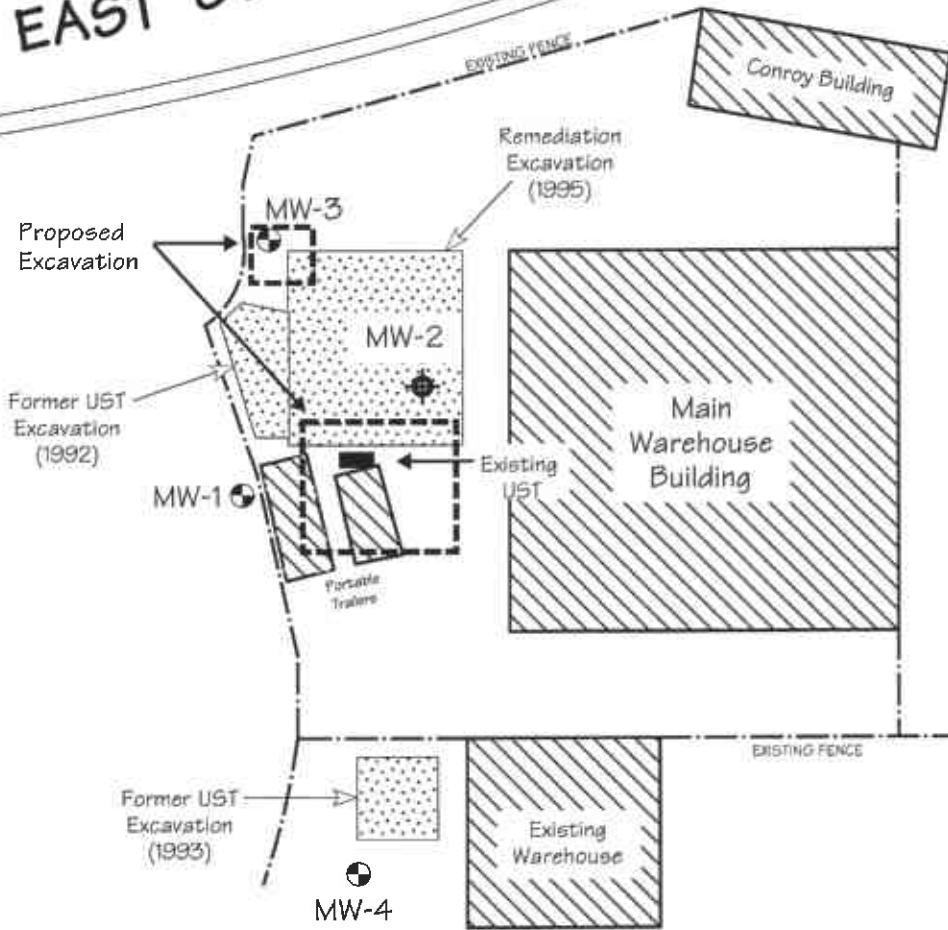 EAST
EXISTING FENCE
Conroy Building
Remediation
Excavation
(1995)
MW-3
Proposed
Excavation
MW-2
Former UST
Excavation
(1992)
Main
Warehouse
Building
Existing
UST
MW-1
Portable
Trailers
EXISTING FENCE
Former UST
Excavation
(1993)
Existing
Warehouse
MW-4